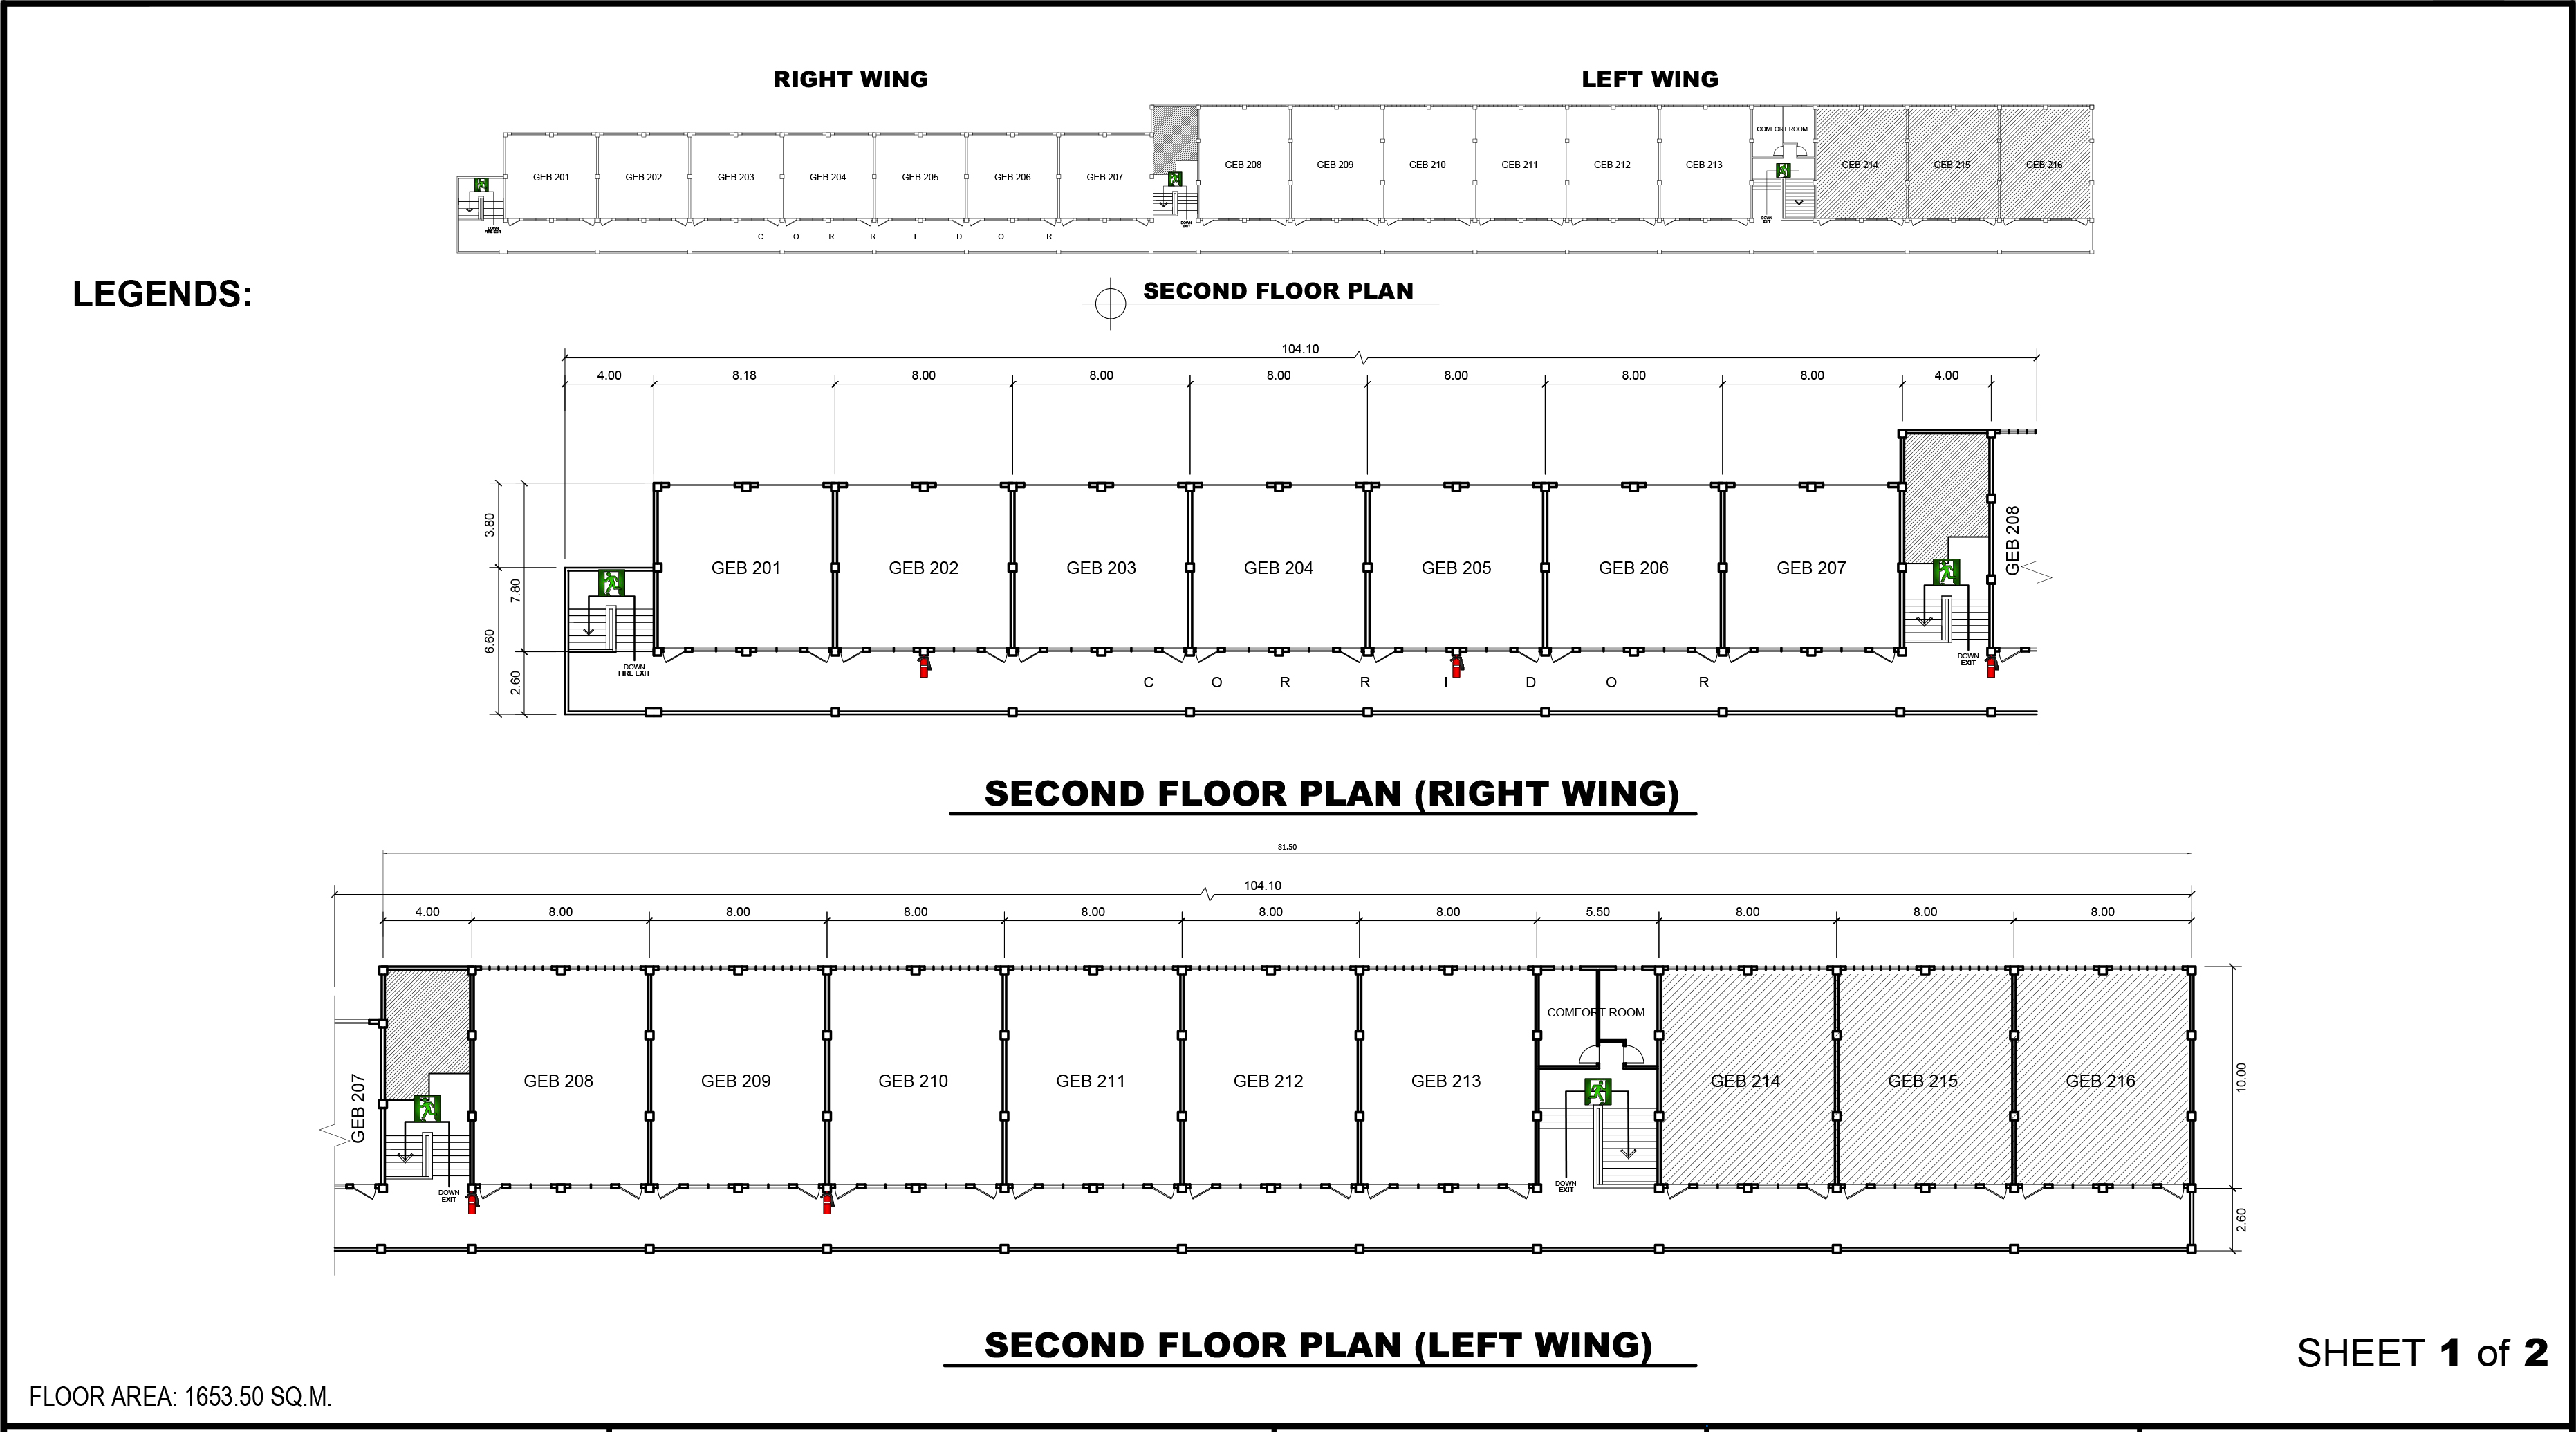 RIGHT WING LEFT WING
COMFORT ROOM
GEB 208 GEB 209 GEB 210 GEB 211 GEB 212 GEB 213 GEB 214 GEB 215 GEB 216
GEB 201 GEB 202 GEB 203 GEB 204 GEB 205 GEB 206 GEB 207
DOWN
EXIT
DOWN
EXIT
DOWN
FIRE EXIT
C O R R I D O R
LEGENDS:
SECOND FLOOR PLAN
104.10
4.00 8.18 8.00 8.00 8.00 8.00 8.00 8.00 4.00
3.80
7.80
6.60
2.60
GEB 201 GEB 202 GEB 203 GEB 204 GEB 205 GEB 206 GEB 207
GEB 208
DOWN
FIRE EXIT
DOWN
EXIT
C O R R I D O R
SECOND FLOOR PLAN (RIGHT WING)
81.50
104.10
4.00 8.00 8.00 8.00 8.00 8.00 8.00 5.50 8.00 8.00 8.00
COMFORT ROOM
GEB 207
GEB 208 GEB 209 GEB 210 GEB 211 GEB 212 GEB 213 GEB 214 GEB 215 GEB 216
10.00
DOWN
EXIT
DOWN
EXIT
2.60
SECOND FLOOR PLAN (LEFT WING)
SHEET 1 of 2
FLOOR AREA: 1653.50 SQ.M.